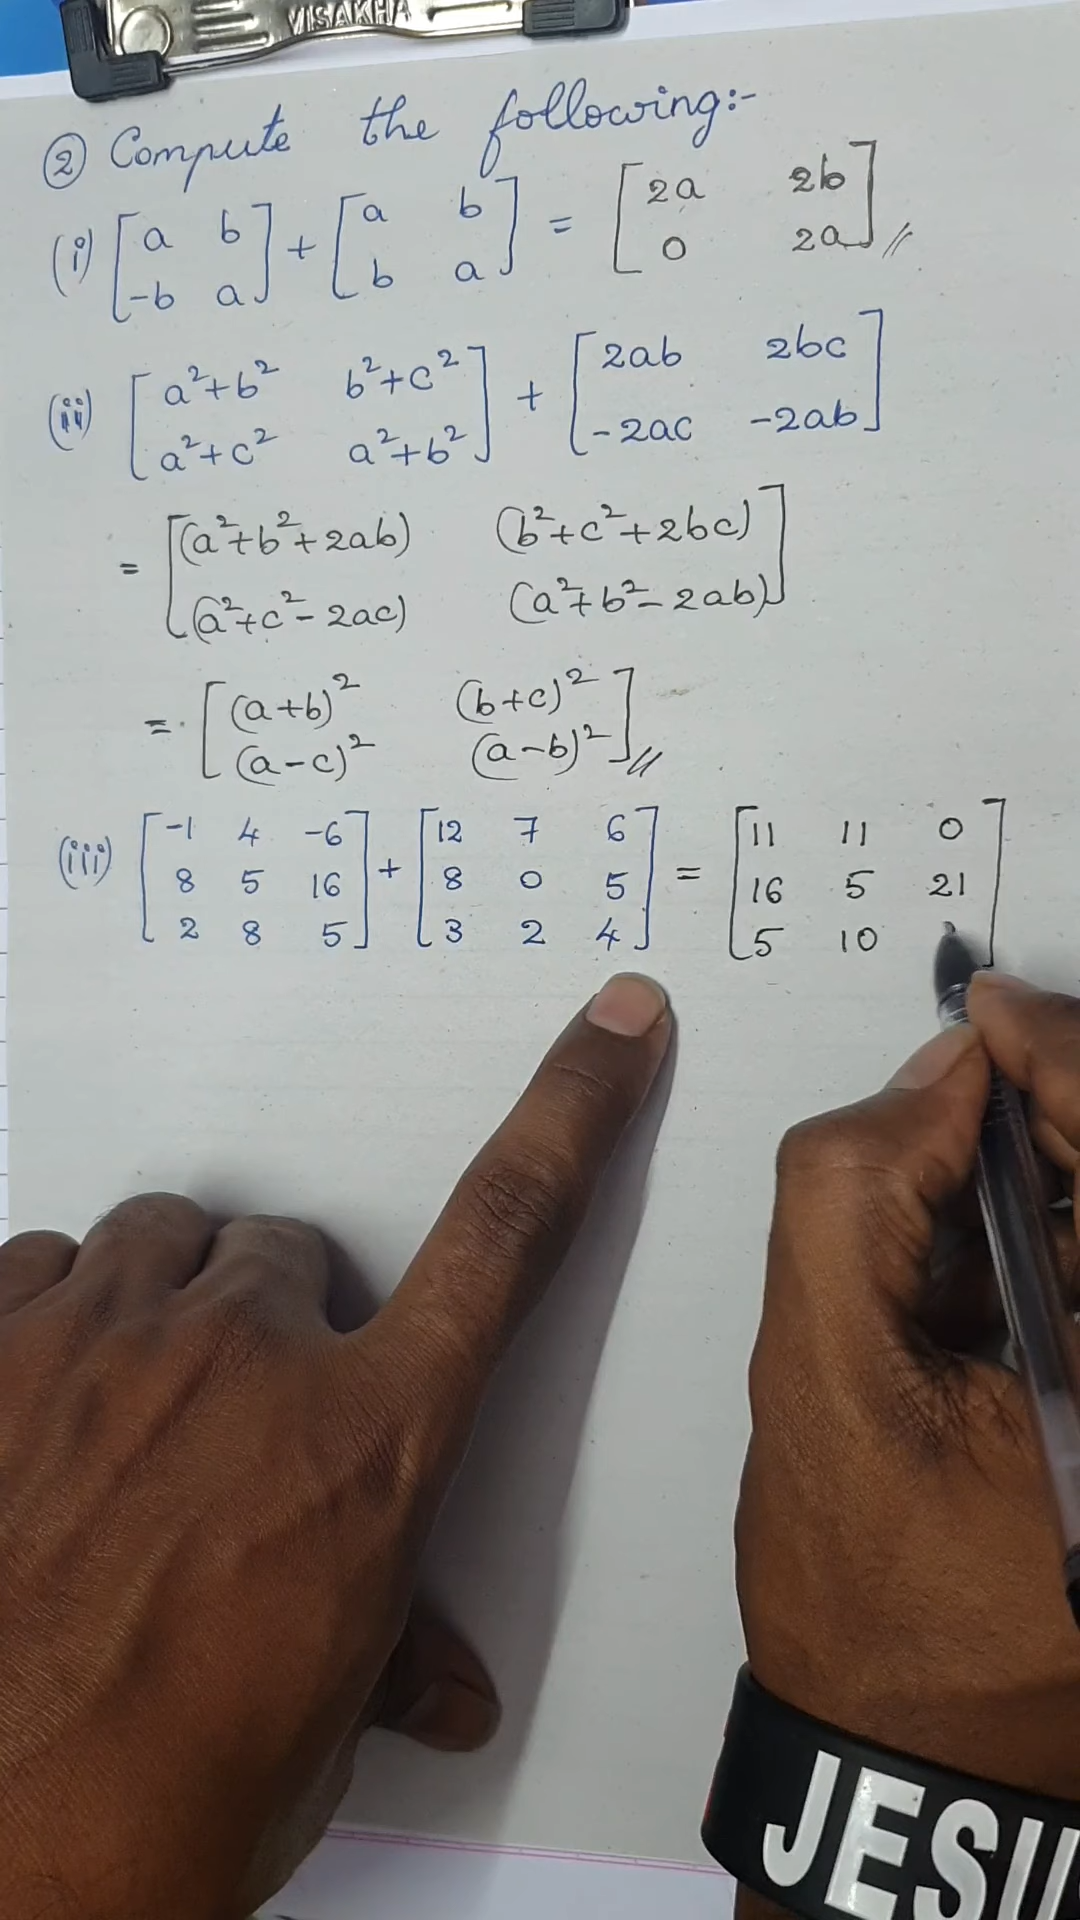 VISAKHA
② Compute the following:-
(i) [a b -b a] + [a b b a] = [2a 2b 0 2a] //
(ii) [a²+b² b²+c² a²+c² a²+b²] + [2ab 2bc -2ac -2ab]
= [(a²+b²+2ab) (b²+c²+2bc) (a²+c²-2ac) (a²+b²-2ab)]
= [(a+b)² (b+c)² (a-c)² (a-b)²] //
(iii) [-1 4 -6 8 5 16 2 8 5] + [12 7 6 8 0 5 3 2 4] = [11 11 0 16 5 21 5 10]
JESU